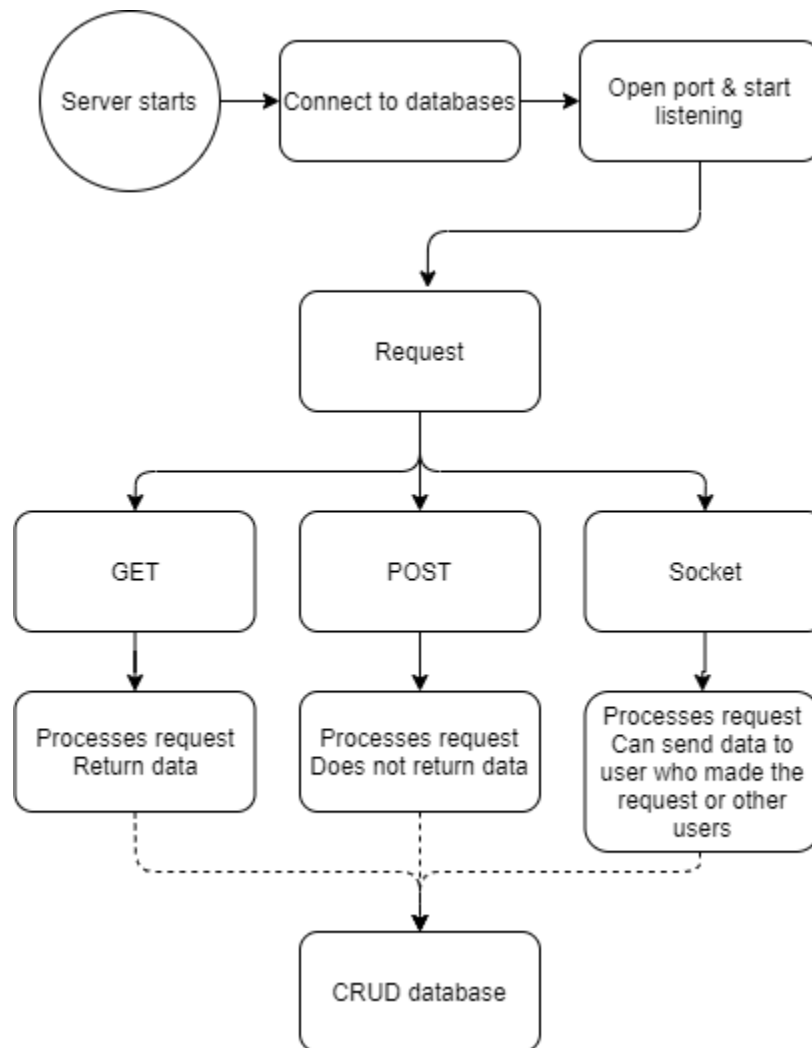 Server starts
Connect to databases
Open port & start
listening
Request
GET
POST
Socket
Processes request
Return data
Processes request
Does not return data
Processes request
Can send data to
user who made the
request or other
users
CRUD database